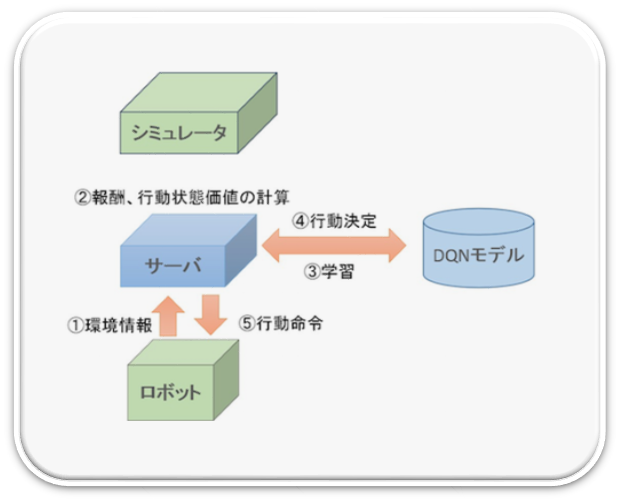 シミュレータ
②報酬、行動状態価値の計算
④行動決定
サーバ
DQNモデル
③学習
①環境情報
⑤行動命令
ロボット